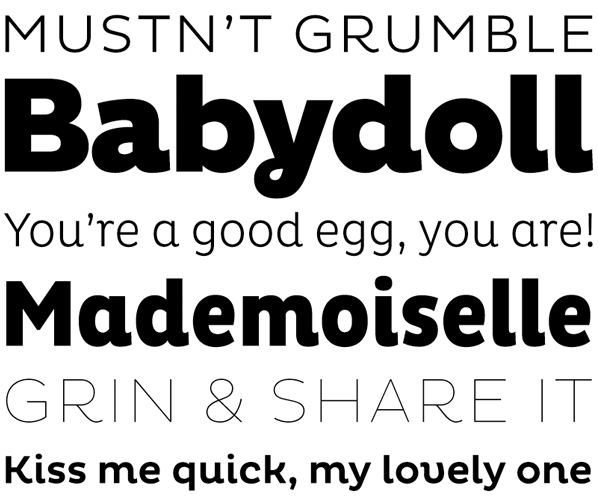 MUSTN'T GRUMBLE
Babydoll
You're a good egg, you are!
Mademoiselle
GRIN & SHARE IT
Kiss me quick, my lovely one